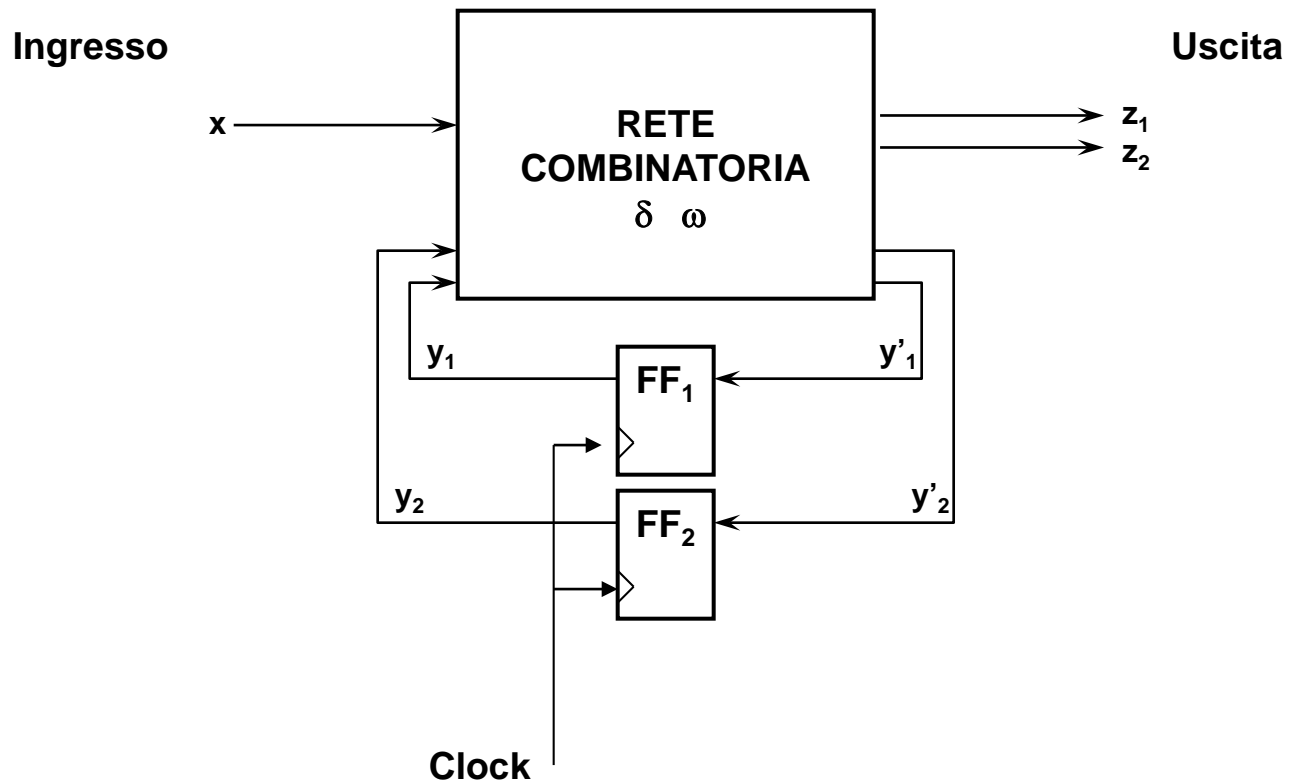 Ingresso
Uscita
x
RETE
COMBINATORIA
δ ω
z₁
z₂
y₁
FF₁
y’₁
y₂
FF₂
y’₂
Clock